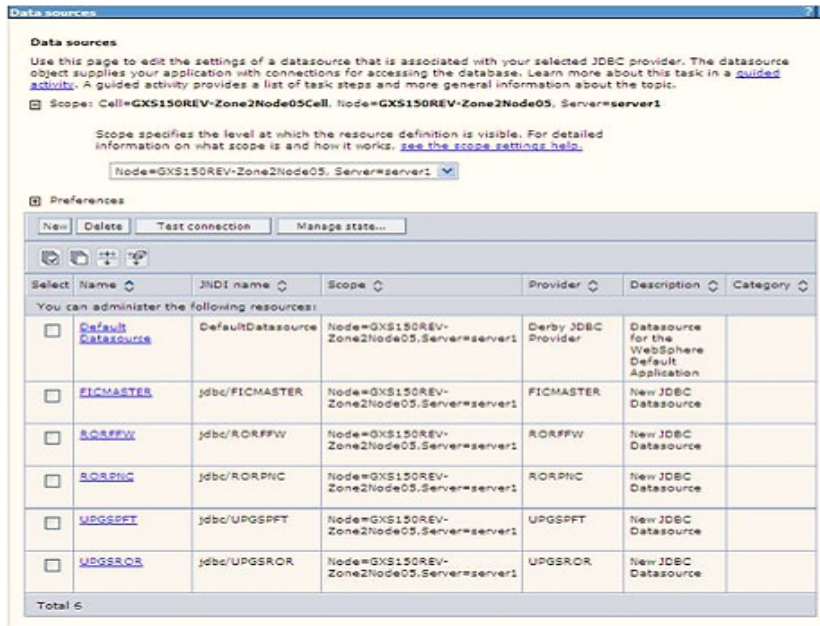 Data sources ?
Data sources
Use this page to edit the settings of a datasource that is associated with your selected JDBC provider. The datasource
object supplies your application with connections for accessing the database. Learn more about this task in a guided
activity. A guided activity provides a list of task steps and more general information about the topic.
Scope: Cell=GXS150REV-Zone2Node05Cell, Node=GXS150REV-Zone2Node05, Server=server1
Scope specifies the level at which the resource definition is visible. For detailed
information on what scope is and how it works, see the scope settings help.
Node=GXS150REV-Zone2Node05, Server=server1
Preferences
New Delete Test connection Manage state...
Select Name JNDI name Scope Provider Description Category
You can administer the following resources:
Default DefaultDatasource Node=GXS150REV- Derby JDBC Datasource
Datasource Zone2Node05,Server=server1 Provider for the
WebSphere
Default
Application
FICMASTER jdbc/FICMASTER Node=GXS150REV- FICMASTER New JDBC
Zone2Node05,Server=server1 Datasource
RORFFW jdbc/RORFFW Node=GXS150REV- RORFFW New JDBC
Zone2Node05,Server=server1 Datasource
RORPNC jdbc/RORPNC Node=GXS150REV- RORPNC New JDBC
Zone2Node05,Server=server1 Datasource
UPGSPFT jdbc/UPGSPFT Node=GXS150REV- UPGSPFT New JDBC
Zone2Node05,Server=server1 Datasource
UPGSROR jdbc/UPGSROR Node=GXS150REV- UPGSROR New JDBC
Zone2Node05,Server=server1 Datasource
Total 6